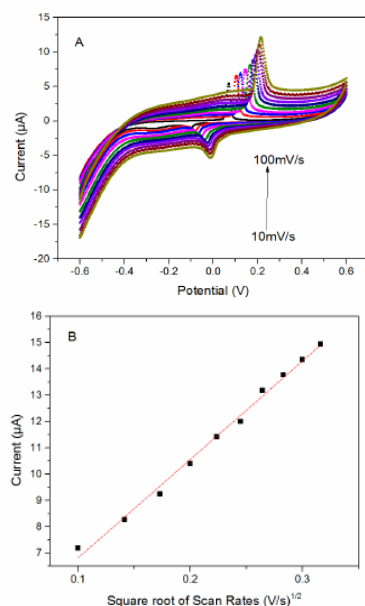 A
15
10
5
0
-5
-10
-15
-20
Current (µA)
100mV/s
10mV/s
-0.6 -0.4 -0.2 0.0 0.2 0.4 0.6
Potential (V)
B
16
15
14
13
12
11
10
9
8
7
Current (µA)
0.1 0.2 0.3
Square root of Scan Rates (V/s)^1/2